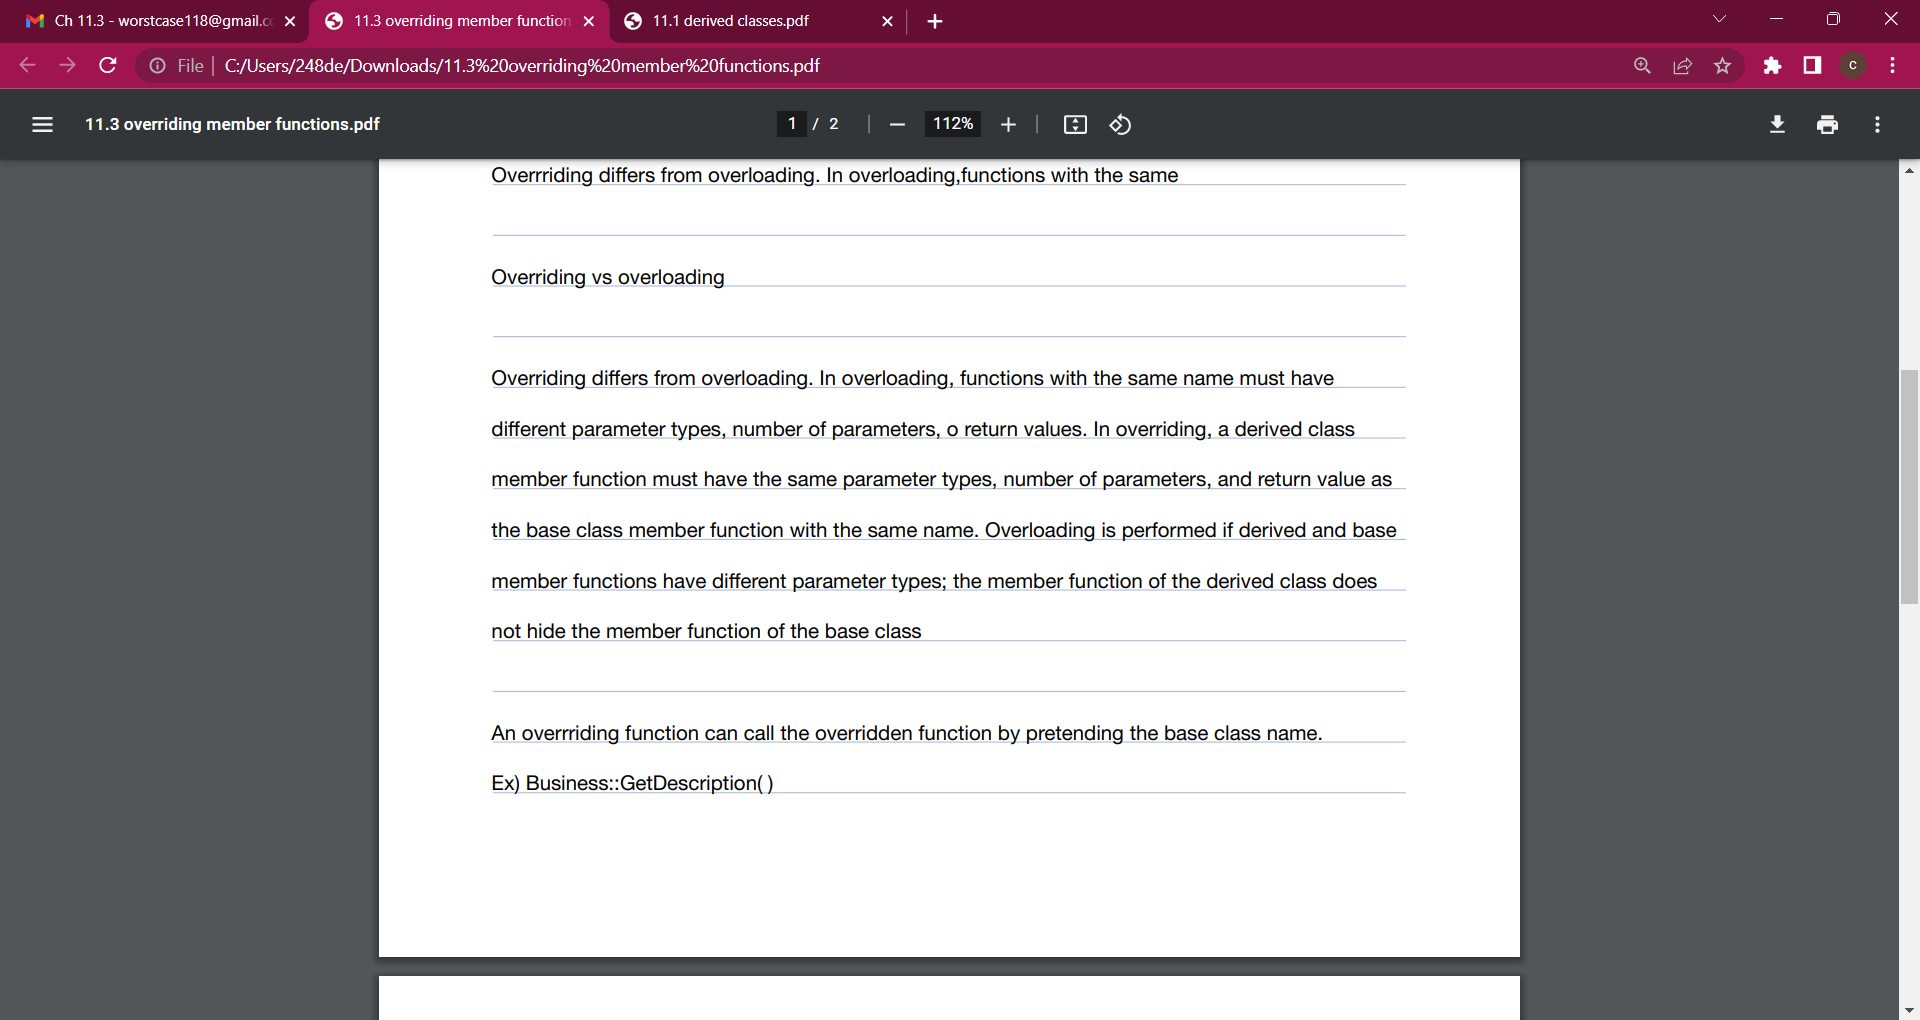 Ch 11.3 - worstcase118@gmail.c
11.3 overriding member function
11.1 derived classes.pdf
File
C:/Users/248de/Downloads/11.3%20overriding%20member%20functions.pdf
C
11.3 overriding member functions.pdf
1 / 2
112%
Overrriding differs from overloading. In overloading,functions with the same
Overriding vs overloading
Overriding differs from overloading. In overloading, functions with the same name must have
different parameter types, number of parameters, o return values. In overriding, a derived class
member function must have the same parameter types, number of parameters, and return value as
the base class member function with the same name. Overloading is performed if derived and base
member functions have different parameter types; the member function of the derived class does
not hide the member function of the base class
An overrriding function can call the overridden function by pretending the base class name.
Ex) Business::GetDescription( )